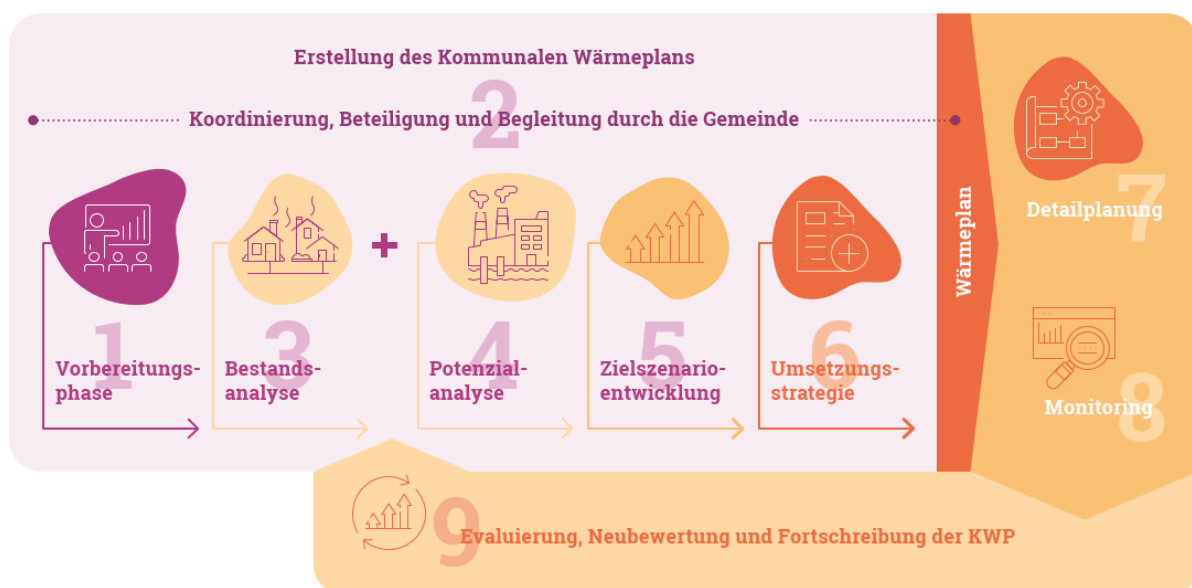 Erstellung des Kommunalen Wärmeplans
2
Koordinierung, Beteiligung und Begleitung durch die Gemeinde
1
Vorbereitungs-
phase
3
Bestands-
analyse
+
4
Potenzial-
analyse
5
Zielszenario-
entwicklung
6
Umsetzungs-
strategie
Wärmeplan
7
Detailplanung
8
Monitoring
9
Evaluierung, Neubewertung und Fortschreibung der KWP